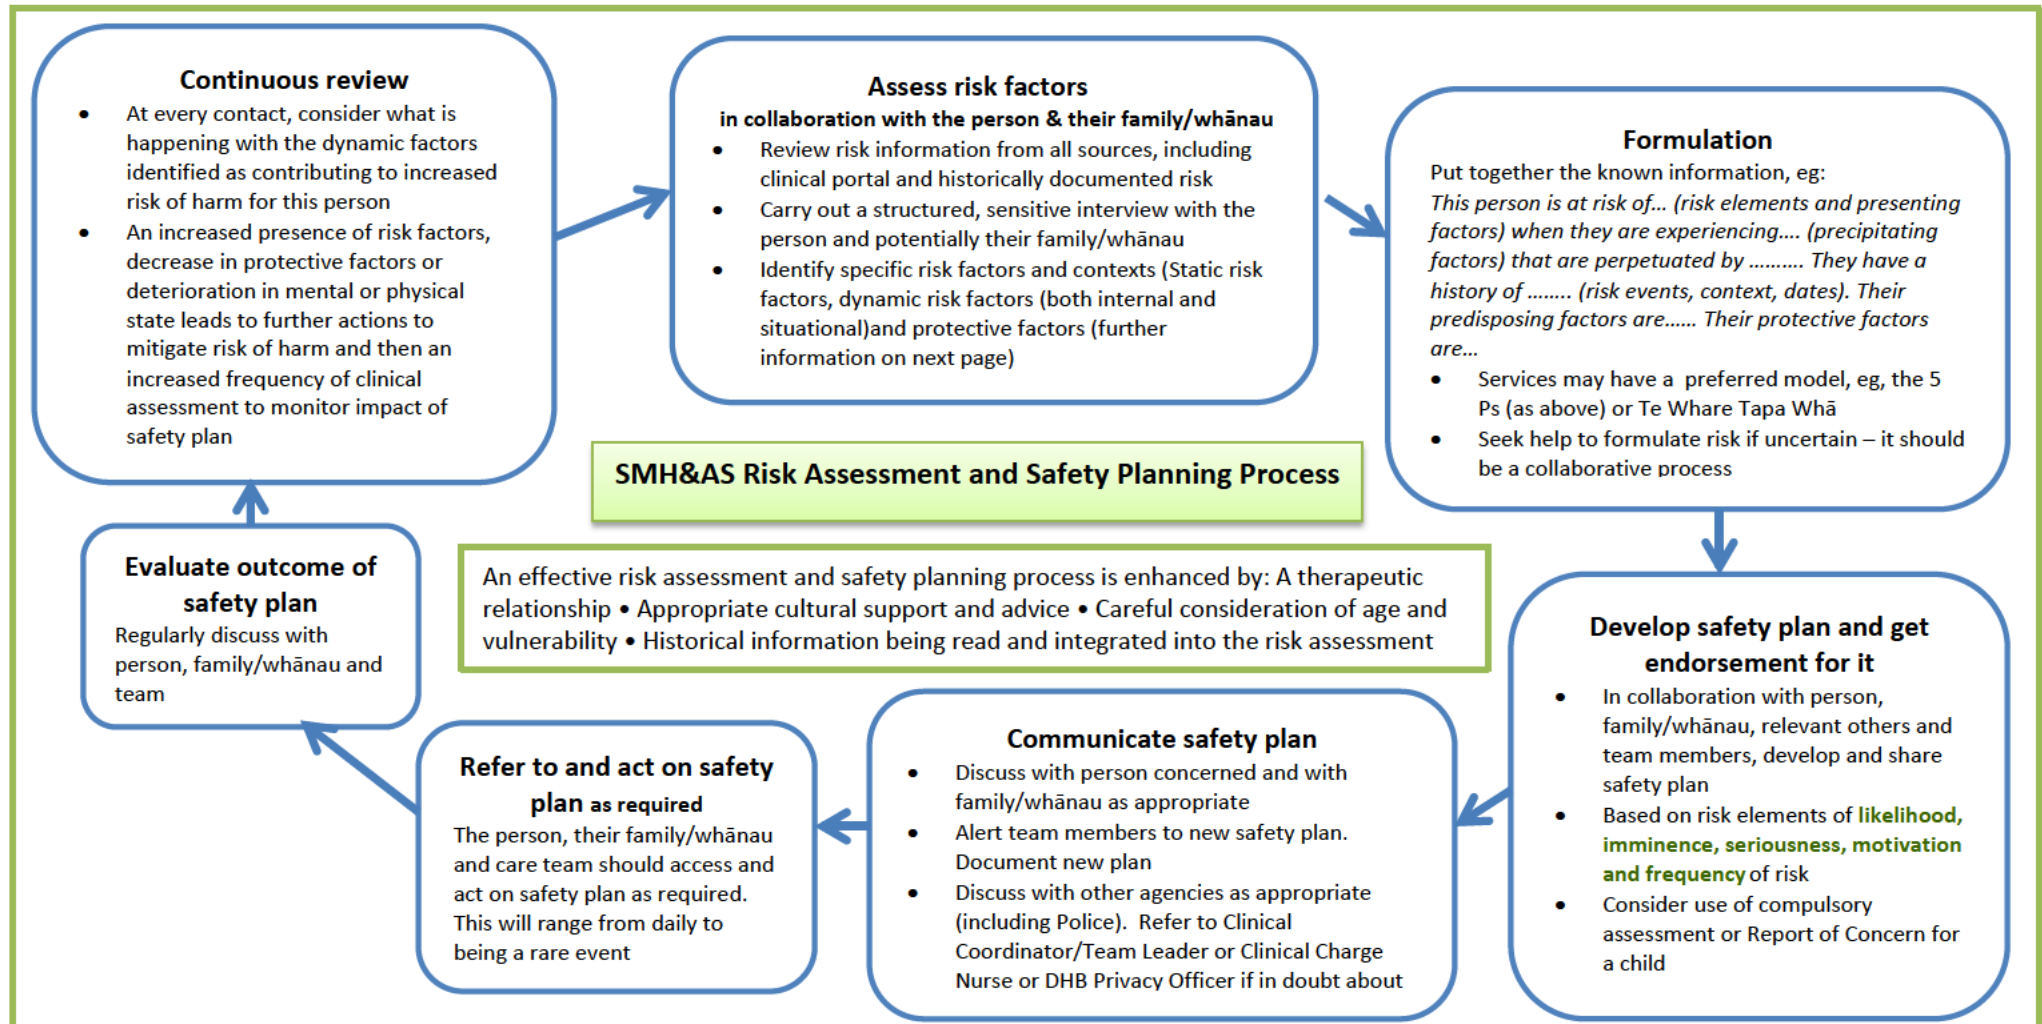 Continuous review
• At every contact, consider what is
happening with the dynamic factors
identified as contributing to increased
risk of harm for this person
• An increased presence of risk factors,
decrease in protective factors or
deterioration in mental or physical
state leads to further actions to
mitigate risk of harm and then an
increased frequency of clinical
assessment to monitor impact of
safety plan
Assess risk factors
in collaboration with the person & their family/whānau
• Review risk information from all sources, including
clinical portal and historically documented risk
• Carry out a structured, sensitive interview with the
person and potentially their family/whānau
• Identify specific risk factors and contexts (Static risk
factors, dynamic risk factors (both internal and
situational)and protective factors (further
information on next page)
Formulation
Put together the known information, eg:
This person is at risk of... (risk elements and presenting
factors) when they are experiencing.... (precipitating
factors) that are perpetuated by .......... They have a
history of ........ (risk events, context, dates). Their
predisposing factors are...... Their protective factors
are...
• Services may have a preferred model, eg, the 5
Ps (as above) or Te Whare Tapa Whā
• Seek help to formulate risk if uncertain – it should
be a collaborative process
SMH&AS Risk Assessment and Safety Planning Process
An effective risk assessment and safety planning process is enhanced by: A therapeutic
relationship • Appropriate cultural support and advice • Careful consideration of age and
vulnerability • Historical information being read and integrated into the risk assessment
Develop safety plan and get
endorsement for it
• In collaboration with person,
family/whānau, relevant others and
team members, develop and share
safety plan
• Based on risk elements of likelihood,
imminence, seriousness, motivation
and frequency of risk
• Consider use of compulsory
assessment or Report of Concern for
a child
Communicate safety plan
• Discuss with person concerned and with
family/whānau as appropriate
• Alert team members to new safety plan.
Document new plan
• Discuss with other agencies as appropriate
(including Police). Refer to Clinical
Coordinator/Team Leader or Clinical Charge
Nurse or DHB Privacy Officer if in doubt about
Refer to and act on safety
plan as required
The person, their family/whānau
and care team should access and
act on safety plan as required.
This will range from daily to
being a rare event
Evaluate outcome of
safety plan
Regularly discuss with
person, family/whānau and
team